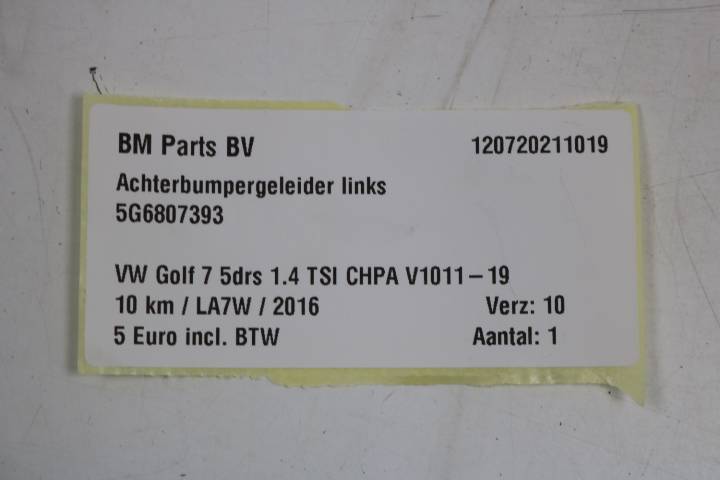 BM Parts BV 120720211019
Achterbumpergeleider links
5G6807393
VW Golf 7 5drs 1.4 TSI CHPA V1011-19
10 km / LA7W / 2016 Verz: 10
5 Euro incl. BTW Aantal: 1